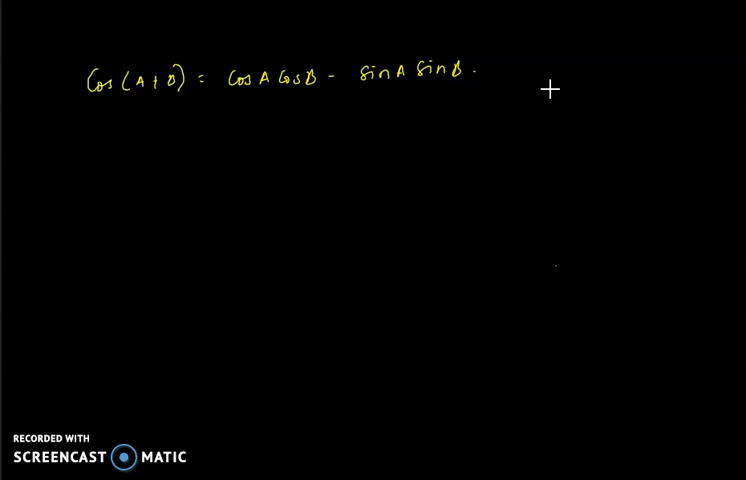 Cos (A + B) = Cos A Cos B - Sin A Sin B.
RECORDED WITH
SCREENCAST MATIC